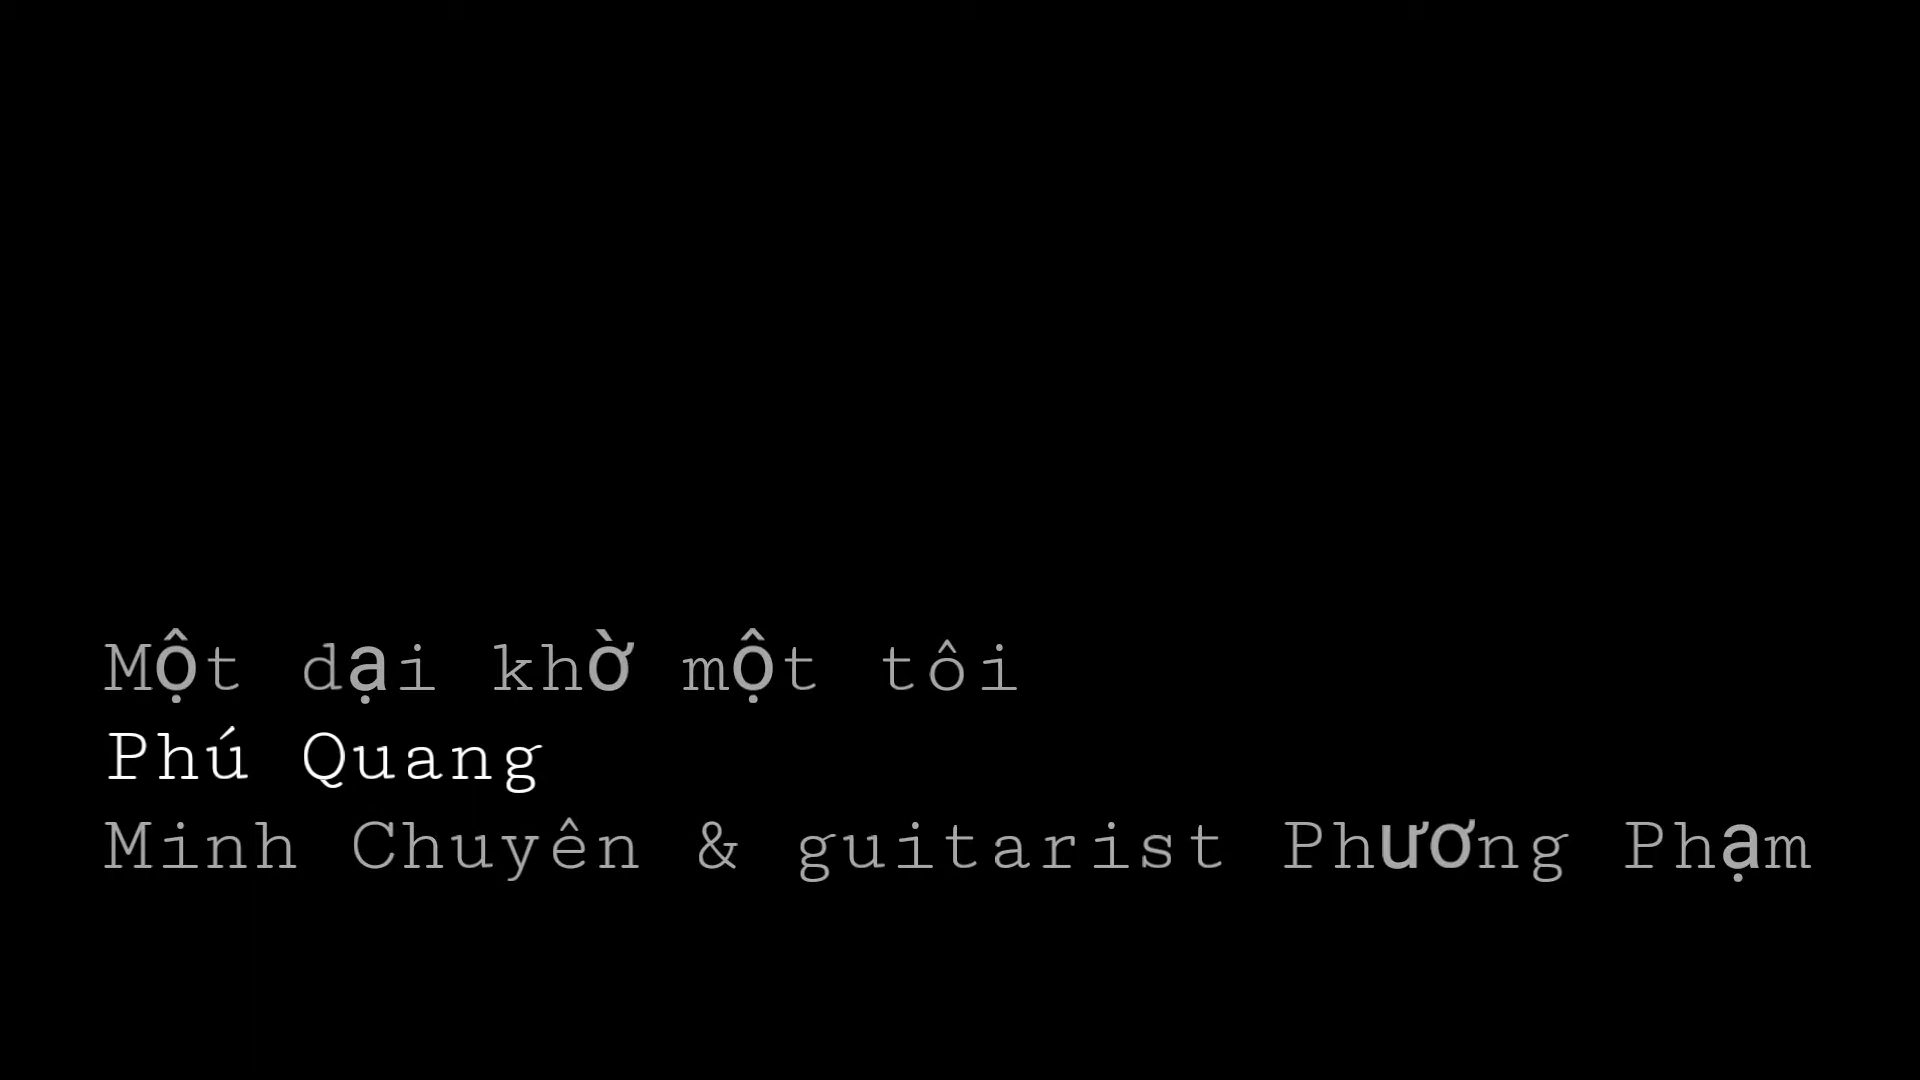 Một dại khờ một tôi
Phú Quang
Minh Chuyên & guitarist Phương Phạm